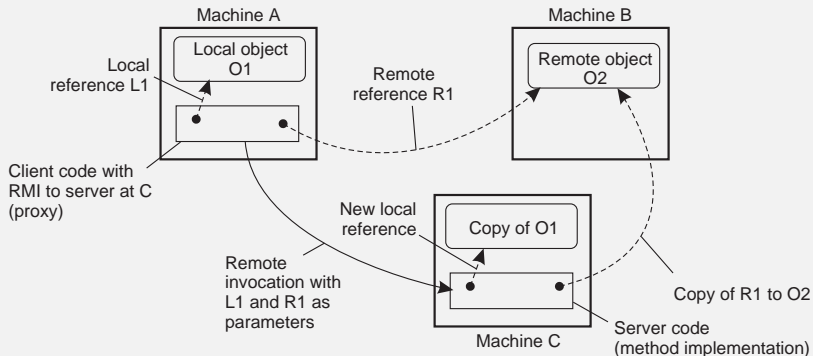 Machine A
Machine B
Local object
O1
Remote object
O2
Local
reference L1
Remote
reference R1
Client code with
RMI to server at C
(proxy)
New local
reference
Copy of O1
Remote
invocation with
L1 and R1 as
parameters
Copy of R1 to O2
Machine C
Server code
(method implementation)